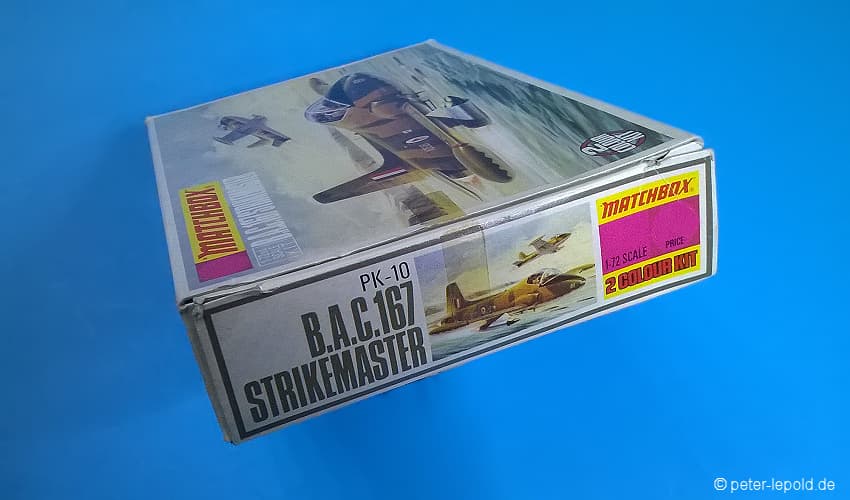 MATCHBOX
PK-10
B.A.C.167
STRIKEMASTER
MATCHBOX
PRICE
1-72 SCALE
2 COLOUR KIT
© peter-lepold.de